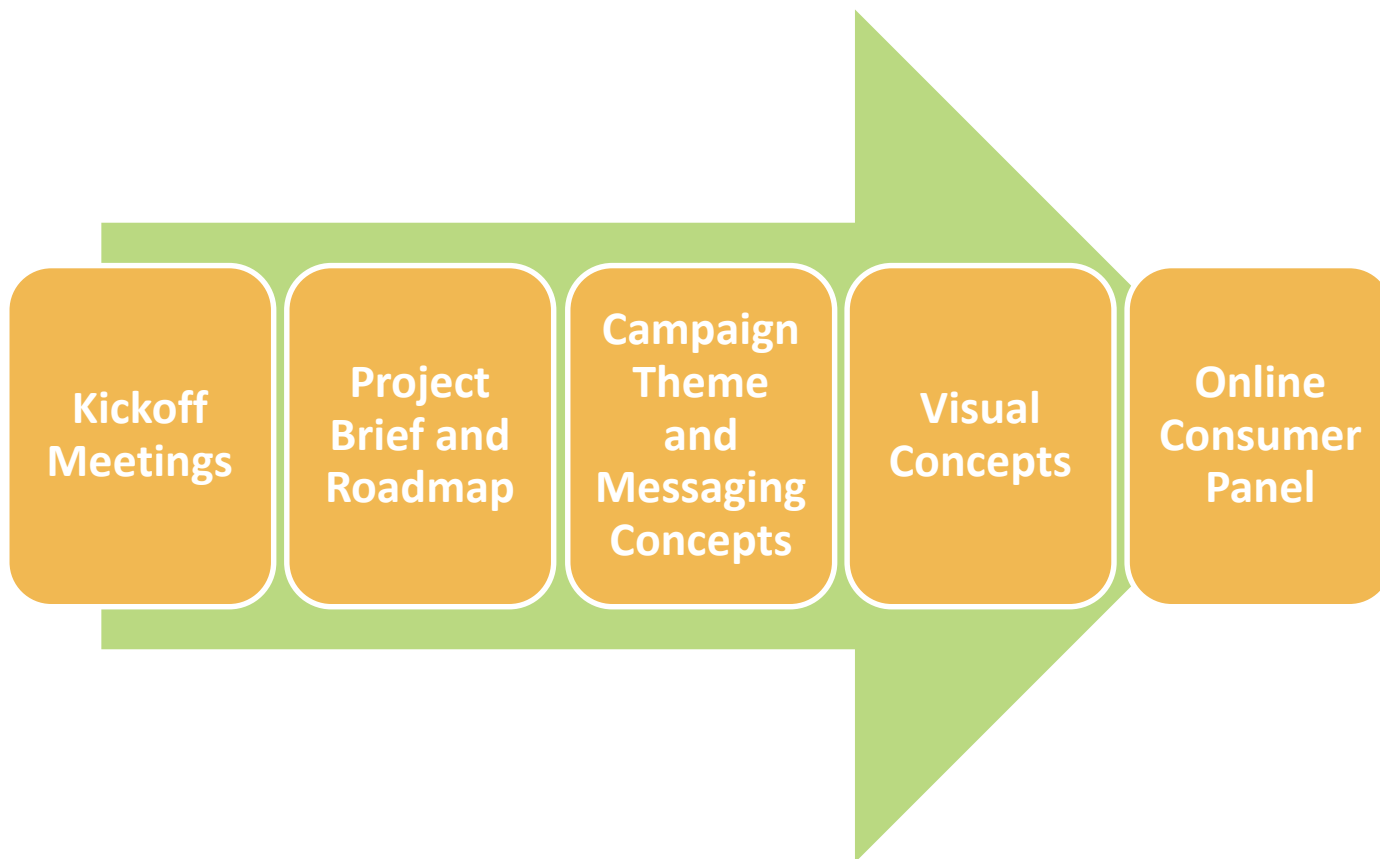 Kickoff
Meetings
Project
Brief and
Roadmap
Campaign
Theme
and
Messaging
Concepts
Visual
Concepts
Online
Consumer
Panel